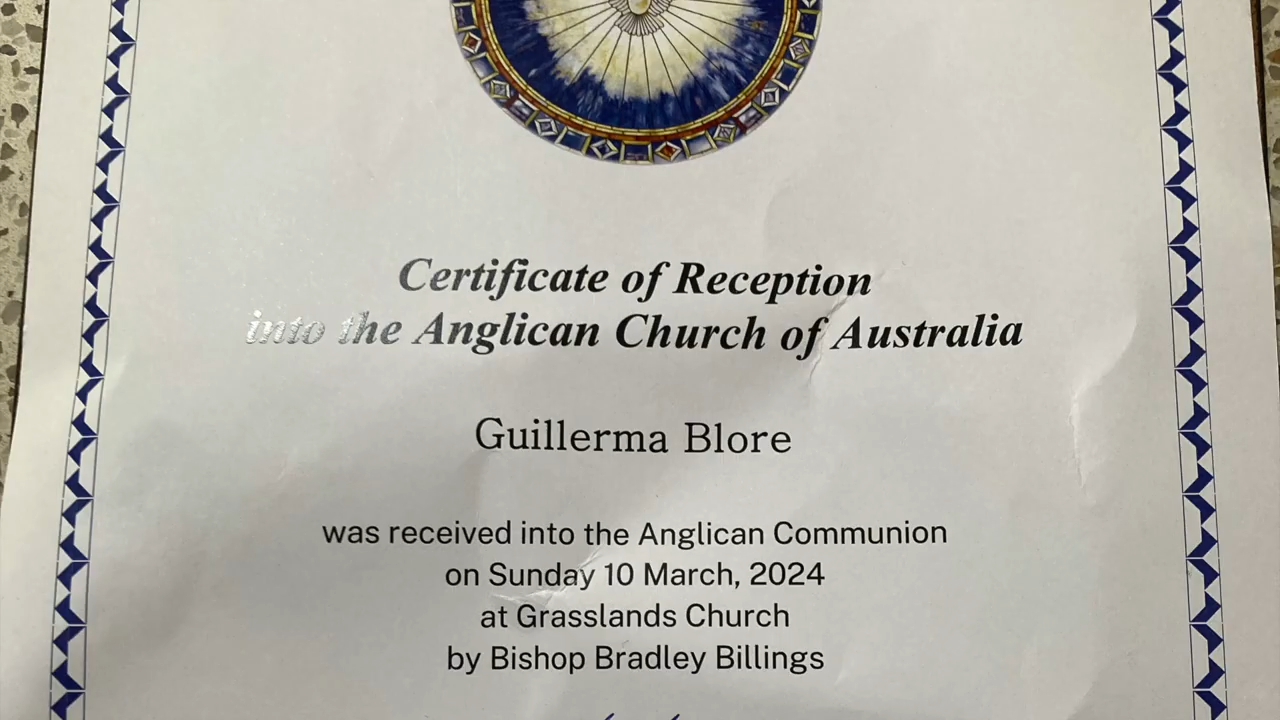 Certificate of Reception
into the Anglican Church of Australia
Guillerma Blore
was received into the Anglican Communion
on Sunday 10 March, 2024
at Grasslands Church
by Bishop Bradley Billings